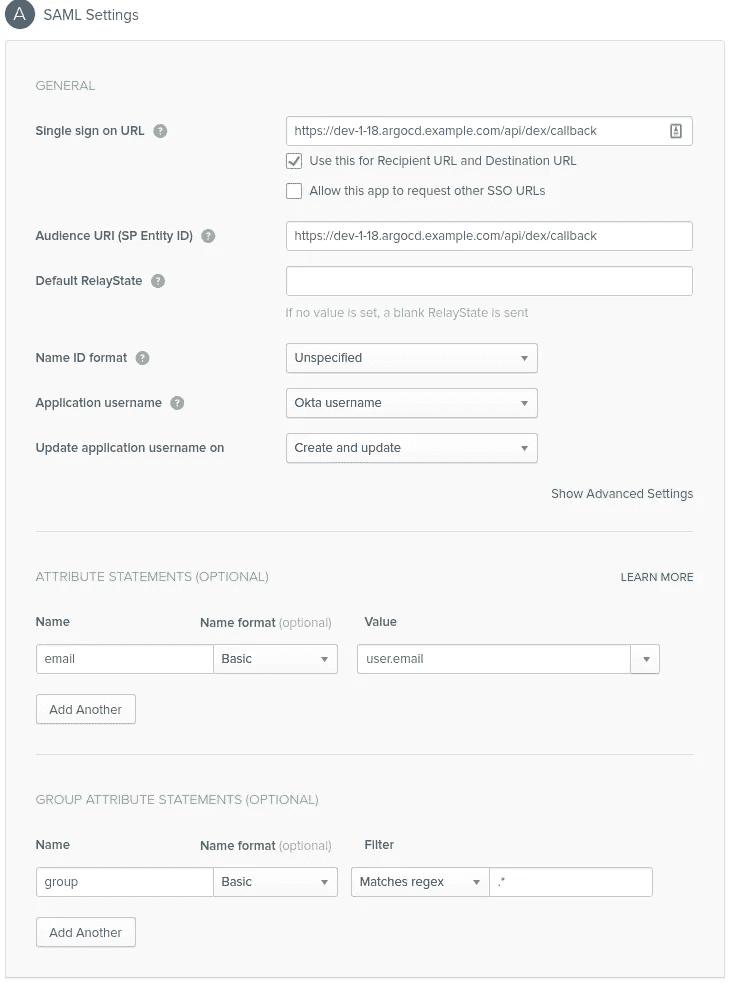 A SAML Settings
GENERAL
Single sign on URL ? https://dev-1-18.argocd.example.com/api/dex/callback
Use this for Recipient URL and Destination URL
Allow this app to request other SSO URLs
Audience URI (SP Entity ID) ? https://dev-1-18.argocd.example.com/api/dex/callback
Default RelayState ?
If no value is set, a blank RelayState is sent
Name ID format ? Unspecified
Application username ? Okta username
Update application username on Create and update
Show Advanced Settings
ATTRIBUTE STATEMENTS (OPTIONAL) LEARN MORE
Name Name format (optional) Value
email Basic user.email
Add Another
GROUP ATTRIBUTE STATEMENTS (OPTIONAL)
Name Name format (optional) Filter
group Basic Matches regex .*
Add Another